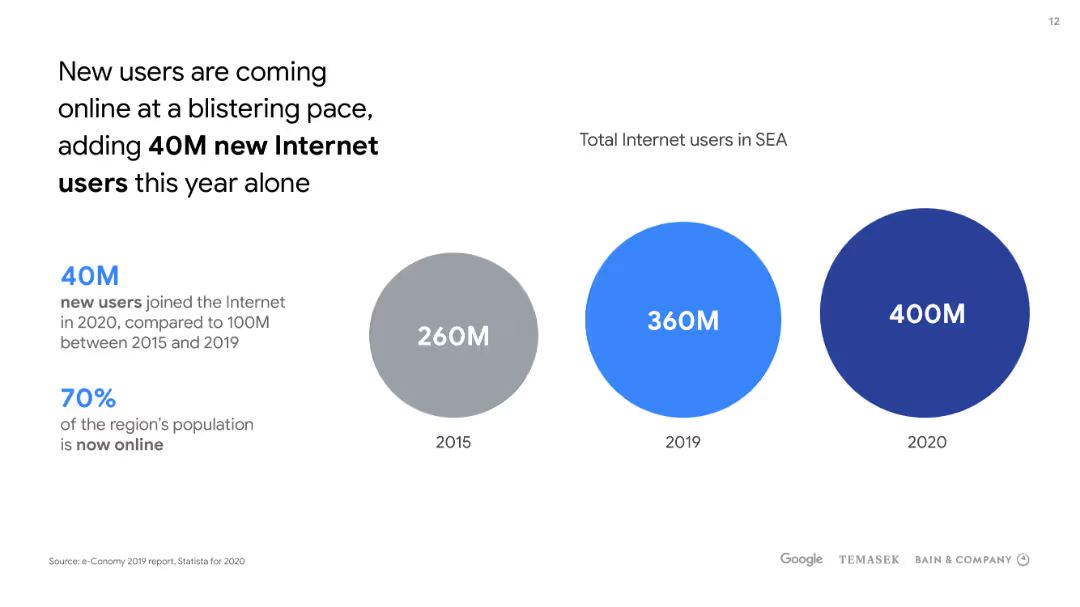 12
New users are coming
online at a blistering pace,
adding 40M new Internet
users this year alone
Total Internet users in SEA
40M
new users joined the Internet
in 2020, compared to 100M
between 2015 and 2019
70%
of the region's population
is now online
260M
360M
400M
2015
2019
2020
Source: e-Conomy 2019 report, Statista for 2020
Google TEMASEK BAIN & COMPANY